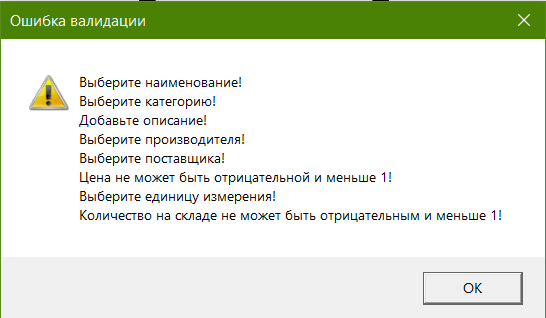 Ошибка валидации
Выберите наименование!
Выберите категорию!
Добавьте описание!
Выберите производителя!
Выберите поставщика!
Цена не может быть отрицательной и меньше 1!
Выберите единицу измерения!
Количество на складе не может быть отрицательным и меньше 1!
OK